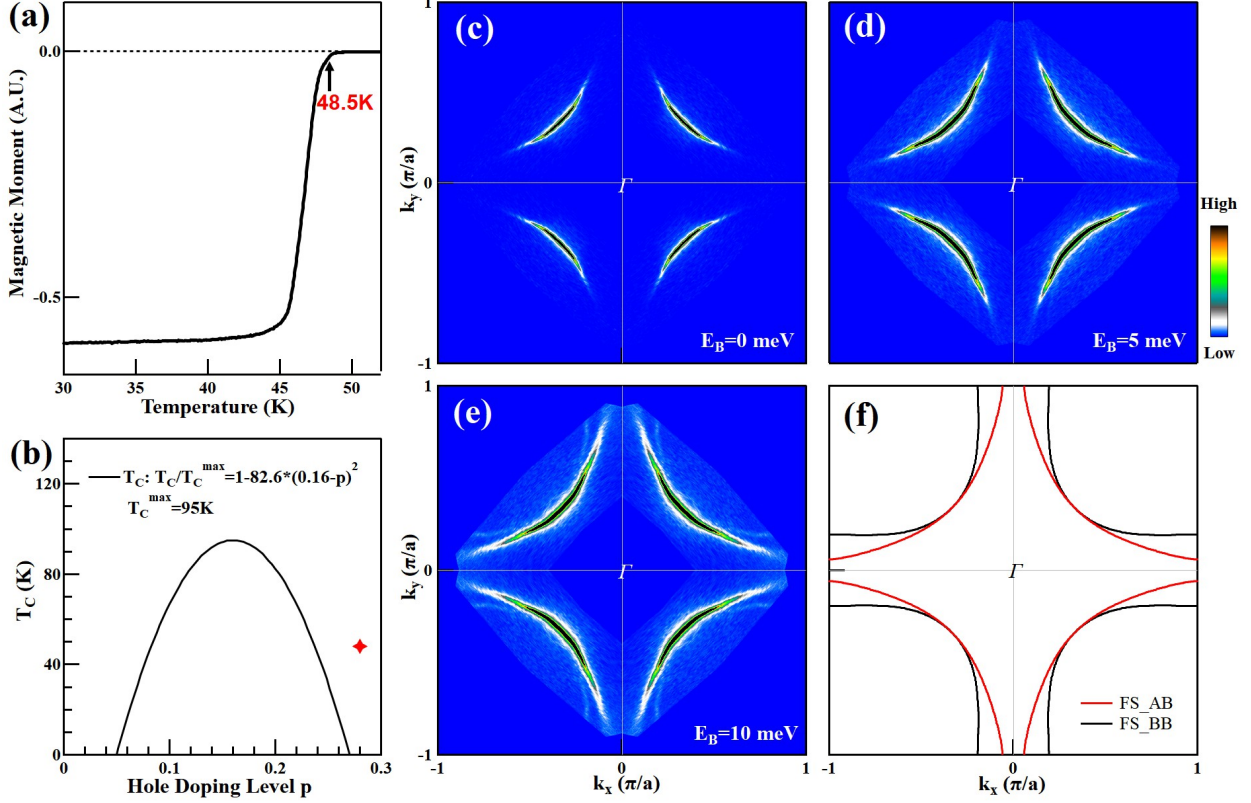 (a)
0.0
48.5K
-0.5
Magnetic Moment (A.U.)
30
35
40
45
50
Temperature (K)
(b)
T_C: T_C/T_C^max=1-82.6*(0.16-p)^2
T_C^max=95K
120
80
40
0
T_C (K)
0
0.1
0.2
0.3
Hole Doping Level p
(c)
1
0
-1
k_y (π/a)
Γ
E_B=0 meV
(d)
Γ
E_B=5 meV
High
Low
(e)
1
0
-1
k_y (π/a)
Γ
E_B=10 meV
-1
0
1
k_x (π/a)
(f)
Γ
FS_AB
FS_BB
-1
0
1
k_x (π/a)